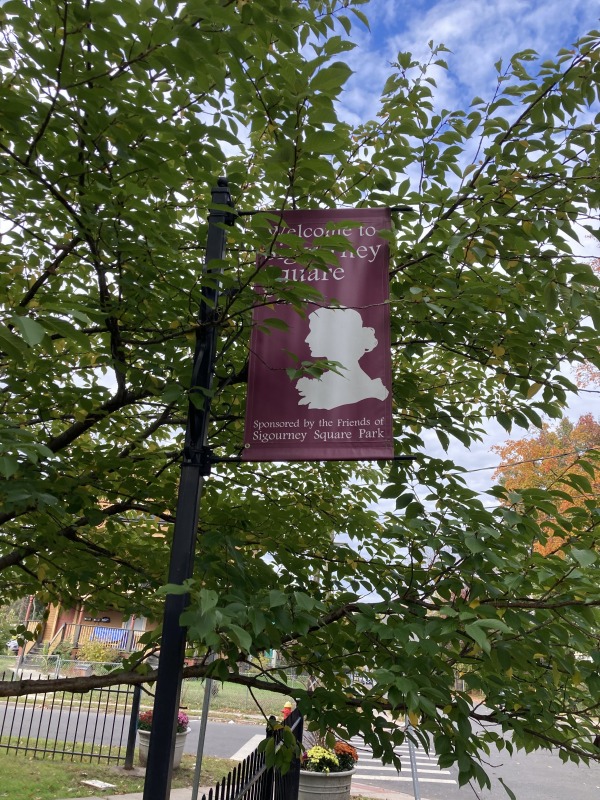 Welcome to
Sigourney
Square
Sponsored by the Friends of
Sigourney Square Park